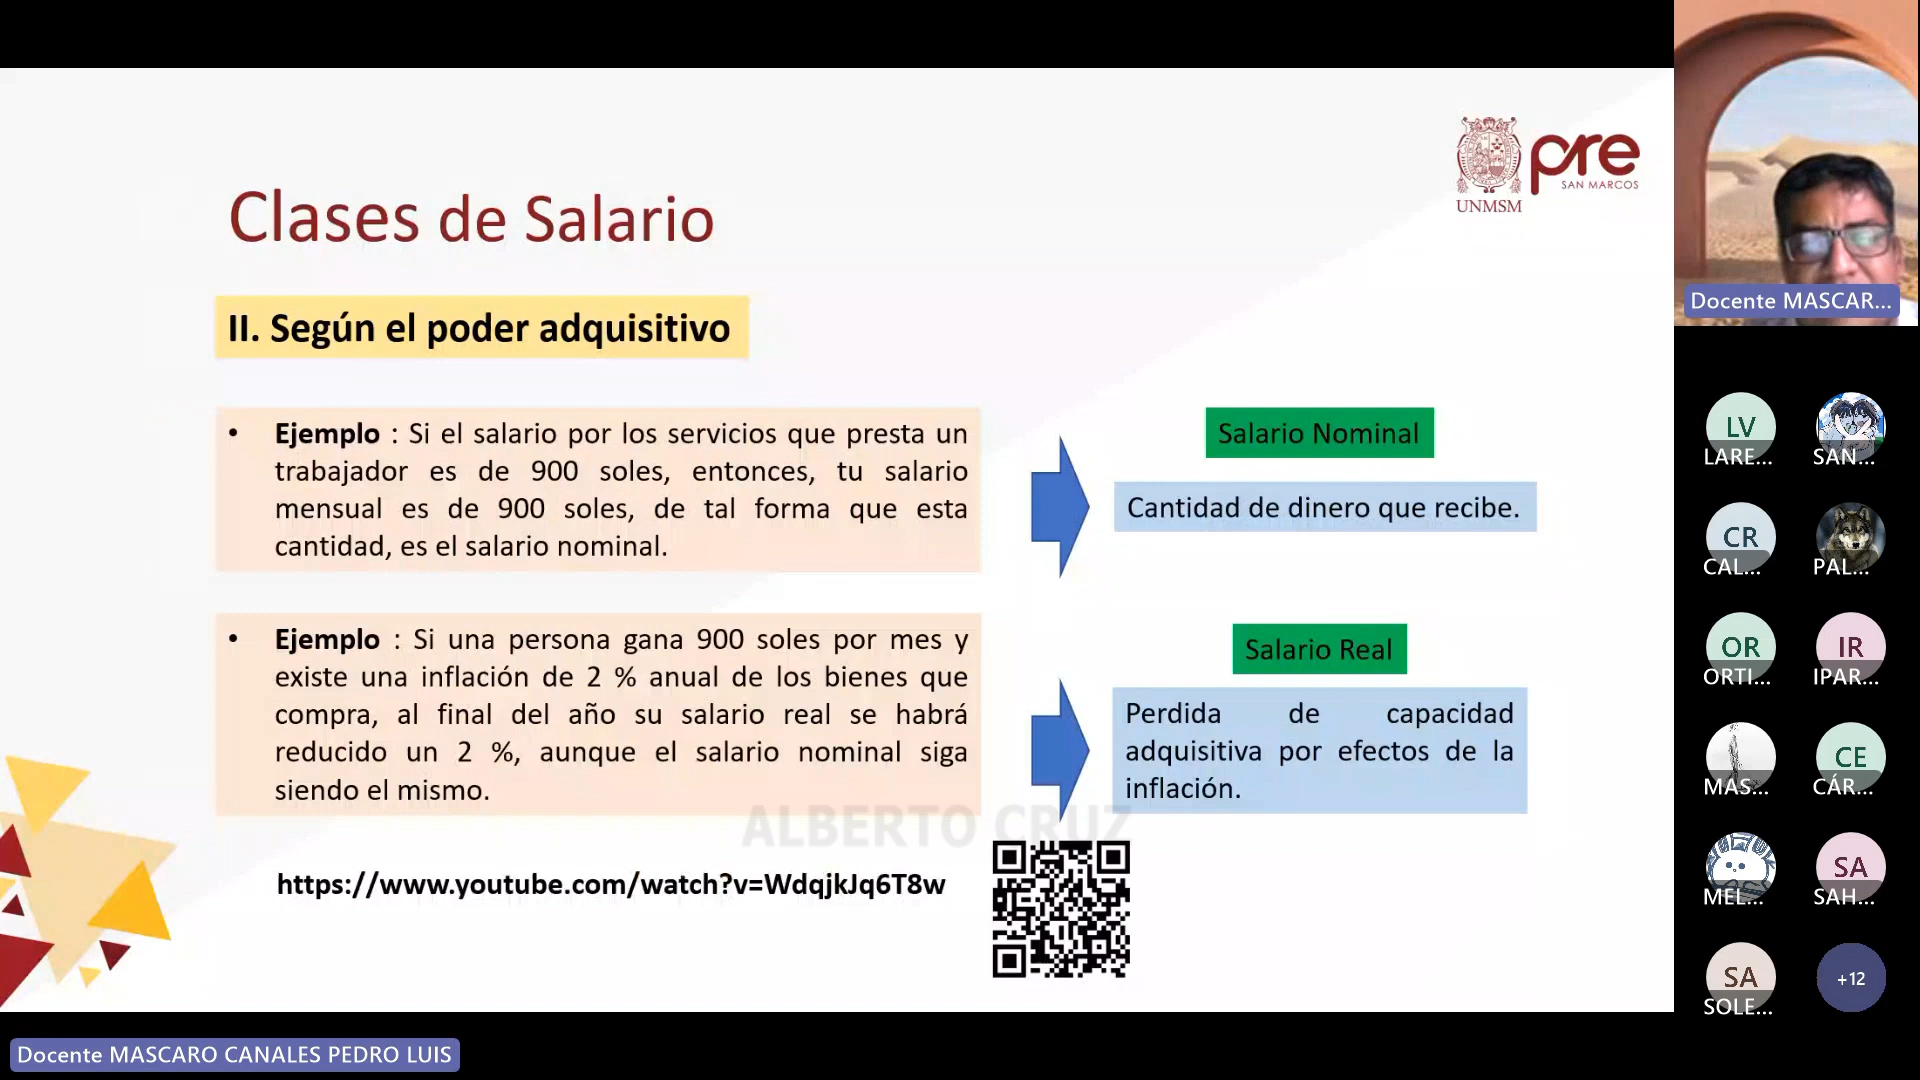 Clases de Salario
UNMSM
pre
SAN MARCOS
II. Según el poder adquisitivo
• Ejemplo : Si el salario por los servicios que presta un
trabajador es de 900 soles, entonces, tu salario
mensual es de 900 soles, de tal forma que esta
cantidad, es el salario nominal.
Salario Nominal
Cantidad de dinero que recibe.
• Ejemplo : Si una persona gana 900 soles por mes y
existe una inflación de 2 % anual de los bienes que
compra, al final del año su salario real se habrá
reducido un 2 %, aunque el salario nominal siga
siendo el mismo.
Salario Real
Perdida de capacidad
adquisitiva por efectos de la
inflación.
ALBERTO CRUZ
https://www.youtube.com/watch?v=WdqjkJq6T8w
Docente MASCARO CANALES PEDRO LUIS
Docente MASCAR...
LV
LARE...
SAN...
CR
CAL...
PAL...
OR
ORTI...
IR
IPAR...
MAS...
CE
CÁR...
MEL...
SA
SAH...
SA
SOLE...
+12